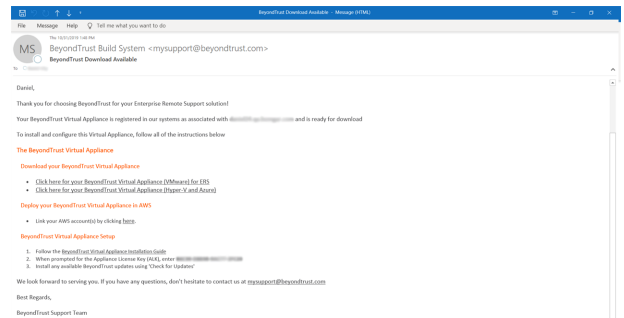 BeyondTrust Download Available - Message (HTML)
File Message Help Tell me what you want to do
Thu 10/31/2019 1:48 PM
MS
BeyondTrust Build System <mysupport@beyondtrust.com>
BeyondTrust Download Available
To
Daniel,
Thank you for choosing BeyondTrust for your Enterprise Remote Support solution!
Your BeyondTrust Virtual Appliance is registered in our systems as associated with and is ready for download
To install and configure this Virtual Appliance, follow all of the instructions below
The BeyondTrust Virtual Appliance
Download your BeyondTrust Virtual Appliance
• Click here for your BeyondTrust Virtual Appliance (VMware) for ERS
• Click here for your BeyondTrust Virtual Appliance (Hyper-V and Azure)
Deploy your BeyondTrust Virtual Appliance in AWS
• Link your AWS account(s) by clicking here.
BeyondTrust Virtual Appliance Setup
1. Follow the BeyondTrust Virtual Appliance Installation Guide
2. When prompted for the Appliance License Key (ALK), enter
3. Install any available BeyondTrust updates using 'Check for Updates'
We look forward to serving you. If you have any questions, don't hesitate to contact us at mysupport@beyondtrust.com
Best Regards,
BeyondTrust Support Team